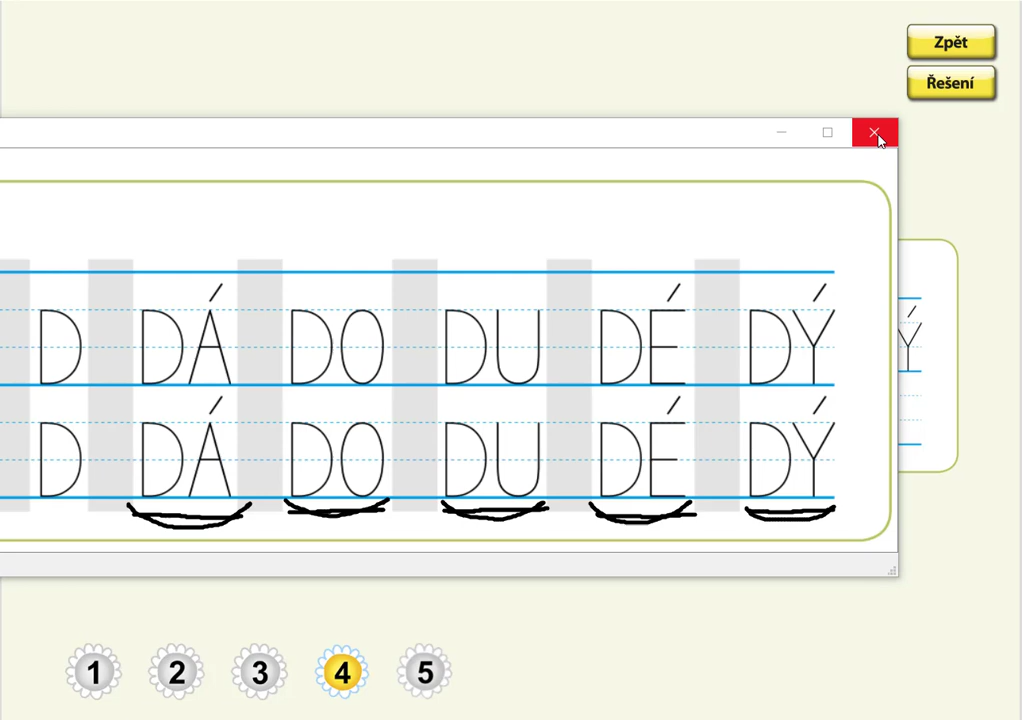 Zpět
Řešení
D DÁ DO DU DÉ DÝ
D DÁ DO DU DÉ DÝ
Ý
1 2 3 4 5